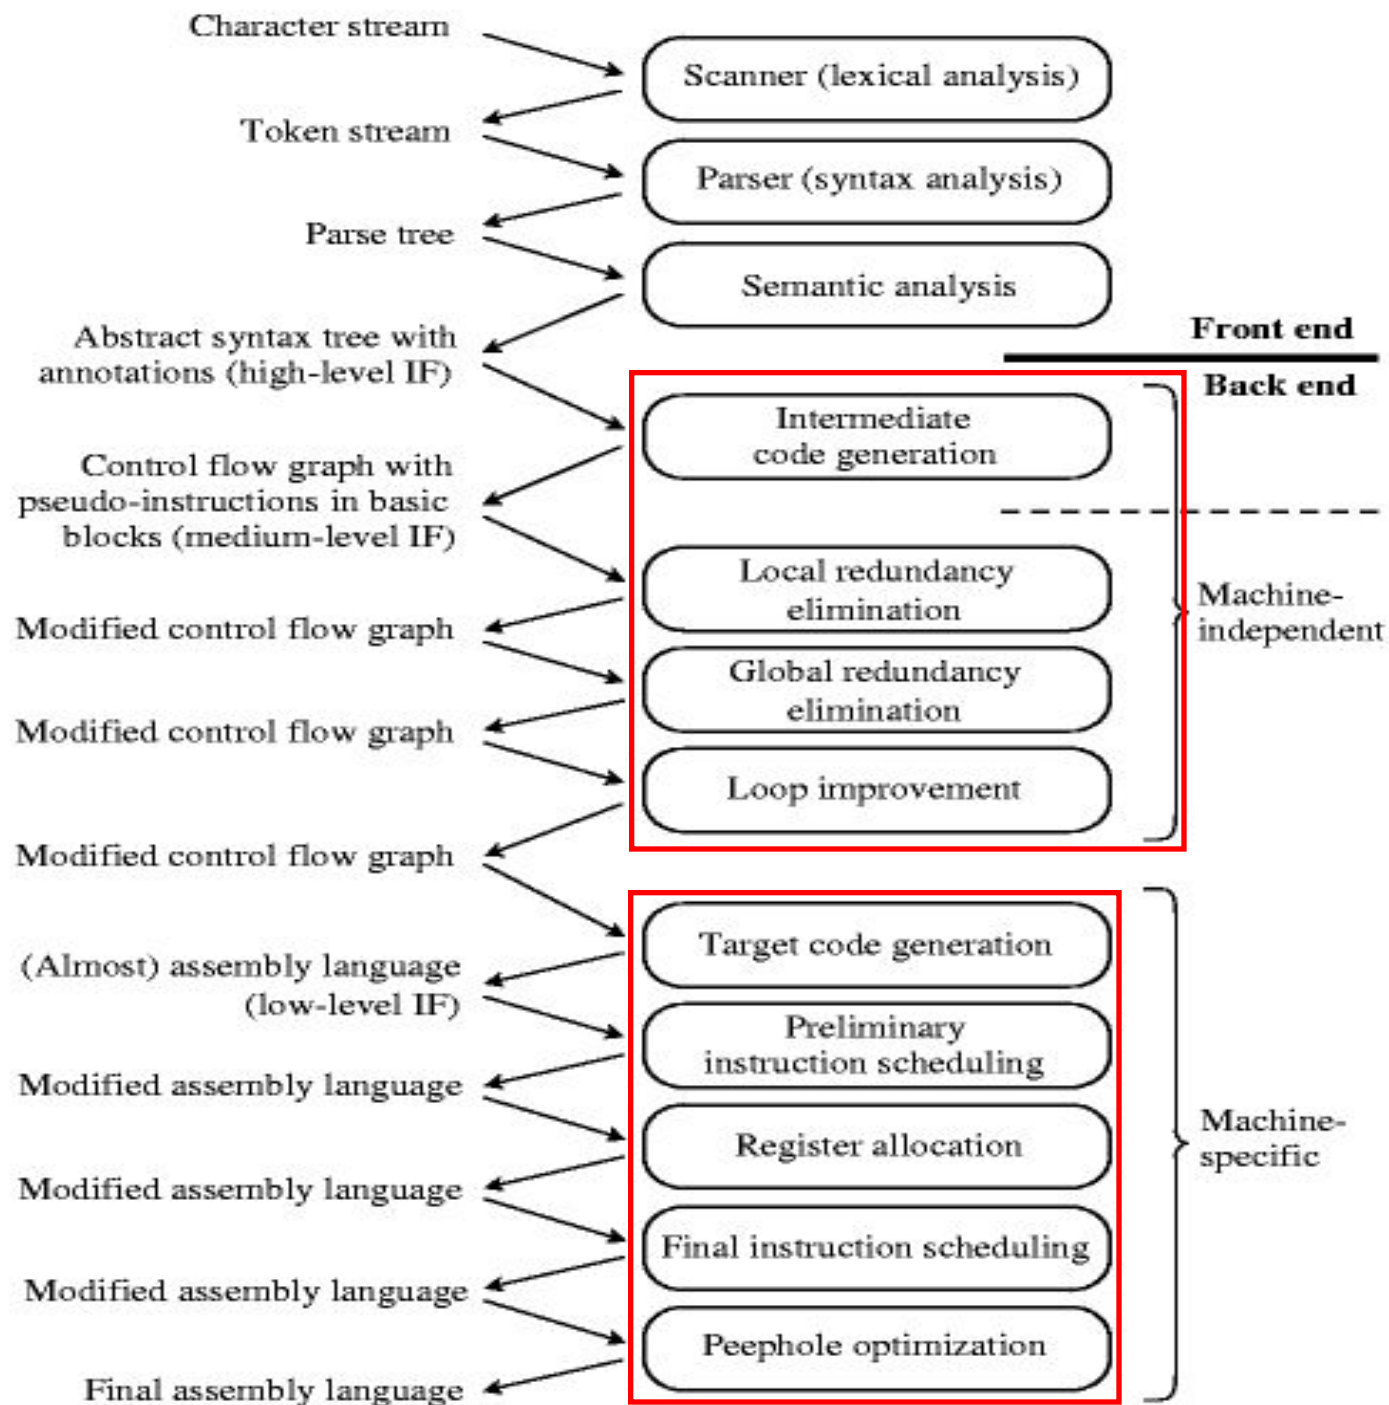 Character stream
Scanner (lexical analysis)
Token stream
Parser (syntax analysis)
Parse tree
Semantic analysis
Front end
Abstract syntax tree with
annotations (high-level IF)
Back end
Intermediate
code generation
Control flow graph with
pseudo-instructions in basic
blocks (medium-level IF)
Local redundancy
elimination
Machine-
independent
Modified control flow graph
Global redundancy
elimination
Modified control flow graph
Loop improvement
Modified control flow graph
Target code generation
(Almost) assembly language
(low-level IF)
Preliminary
instruction scheduling
Modified assembly language
Register allocation
Machine-
specific
Modified assembly language
Final instruction scheduling
Modified assembly language
Peephole optimization
Final assembly language